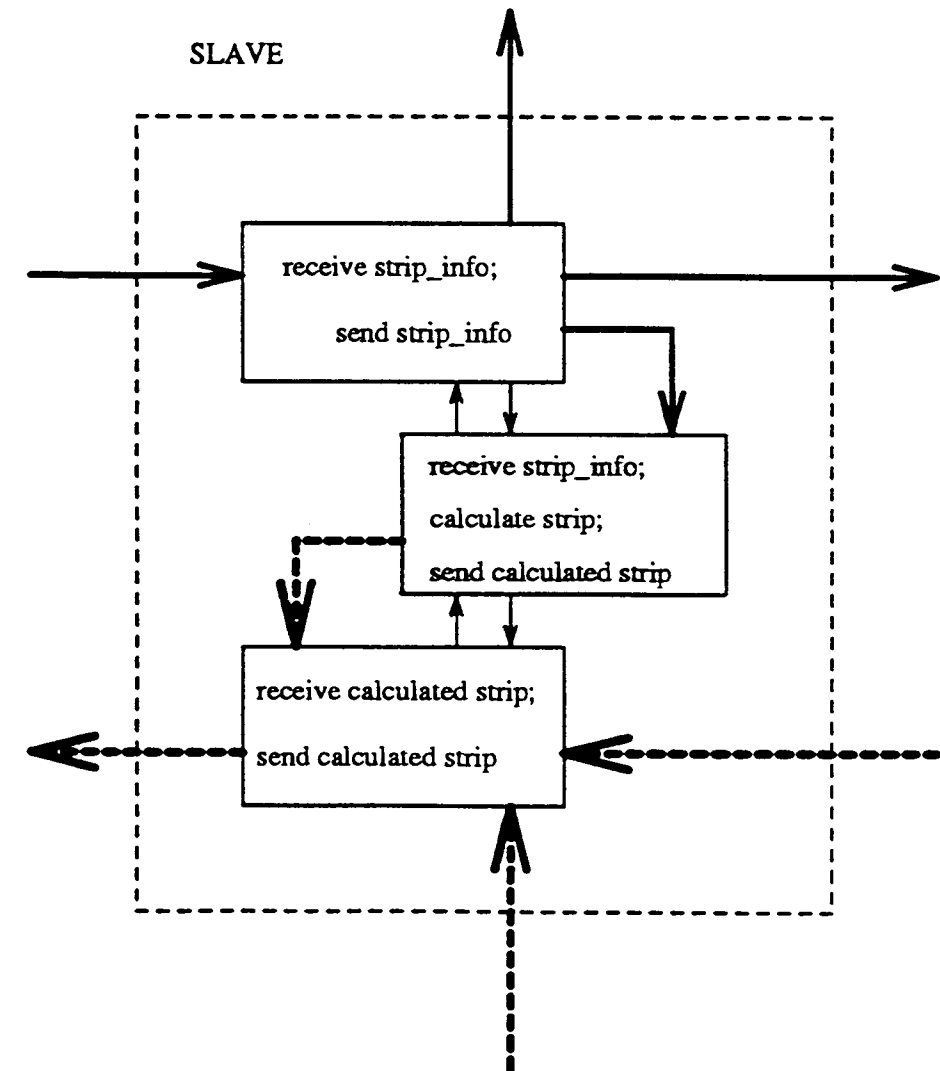 SLAVE
receive strip_info;
send strip_info
receive strip_info;
calculate strip;
send calculated strip
receive calculated strip;
send calculated strip